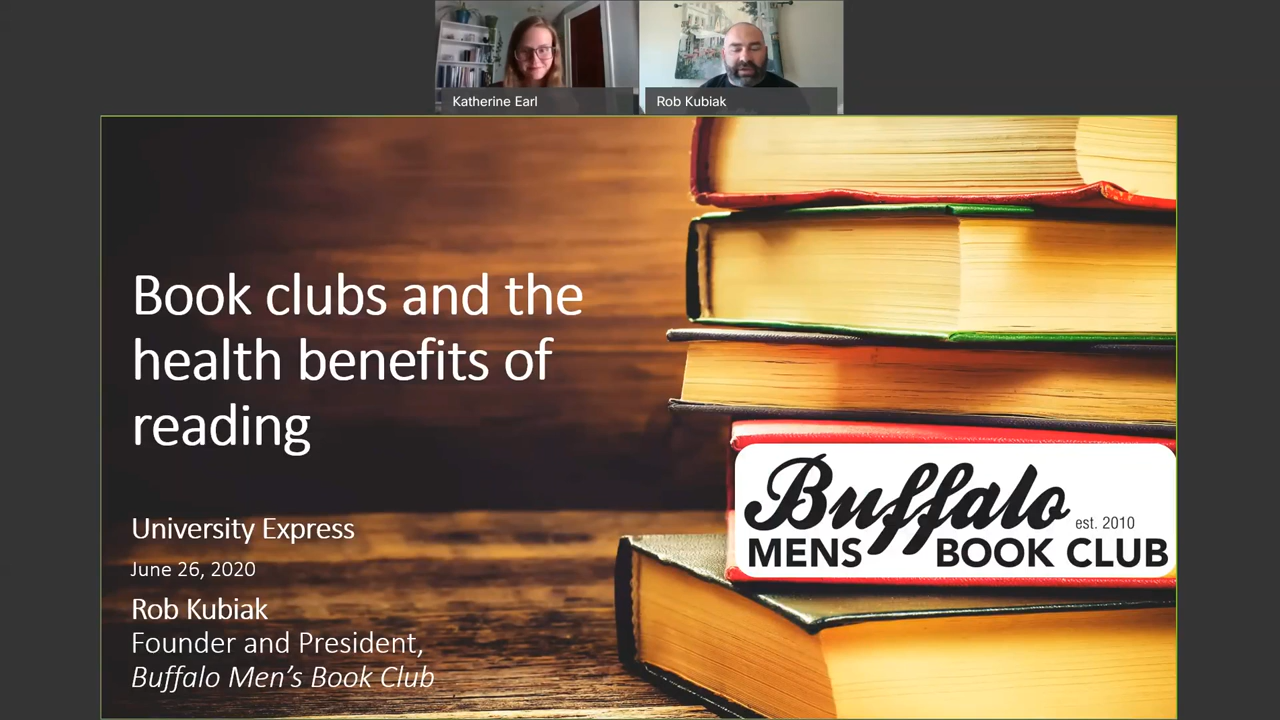 Katherine Earl
Rob Kubiak
Book clubs and the
health benefits of
reading
University Express
June 26, 2020
Rob Kubiak
Founder and President,
Buffalo Men’s Book Club
Buffalo est. 2010
MENS BOOK CLUB